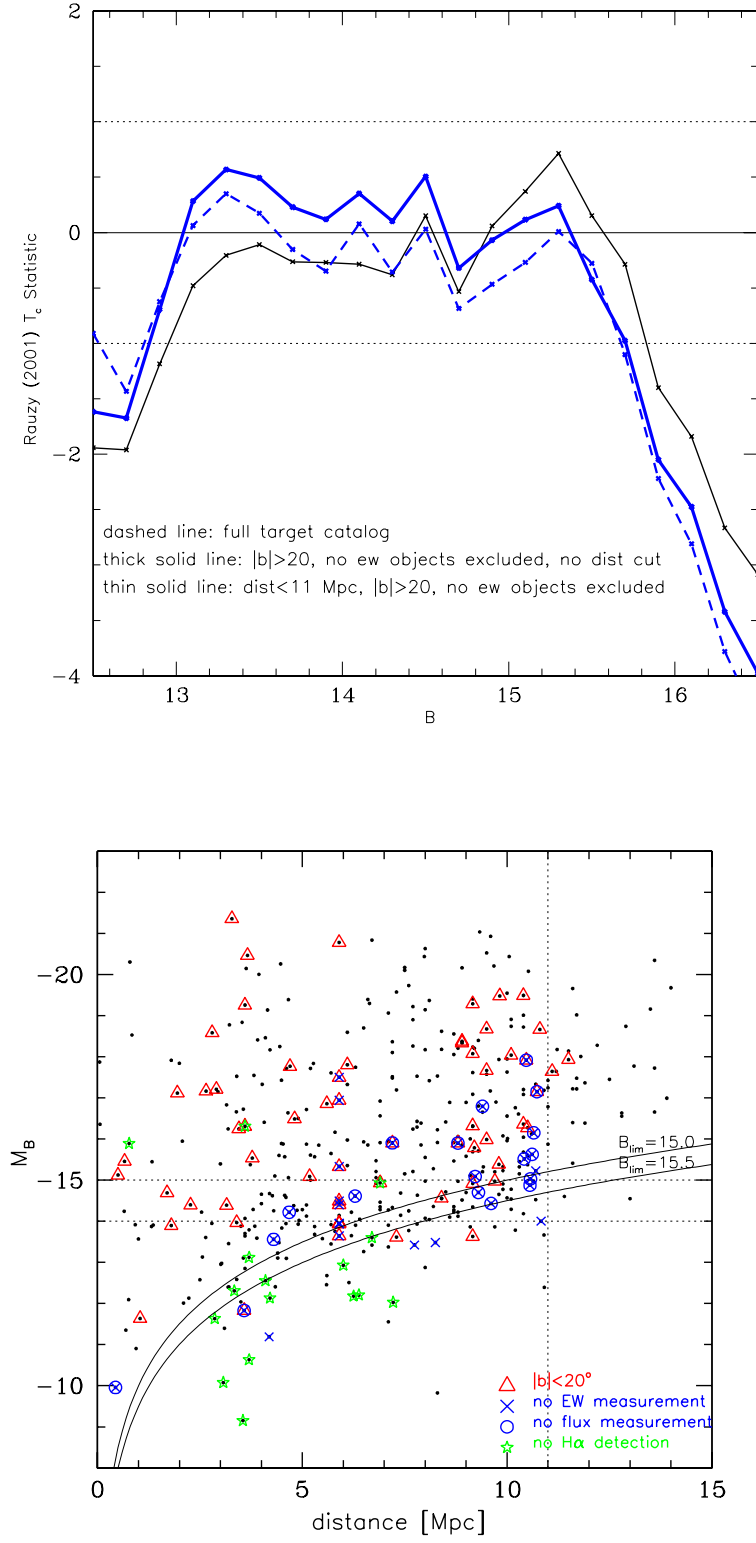 2
0
−2
−4
Rauzy (2001) Tc Statistic
dashed line: full target catalog
thick solid line: |b|>20, no ew objects excluded, no dist cut
thin solid line: dist<11 Mpc, |b|>20, no ew objects excluded
13 14 15 16
B
−20
−15
−10
M_B
B_lim=15.0
B_lim=15.5
|b|<20°
no EW measurement
no flux measurement
no Hα detection
0 5 10 15
distance [Mpc]